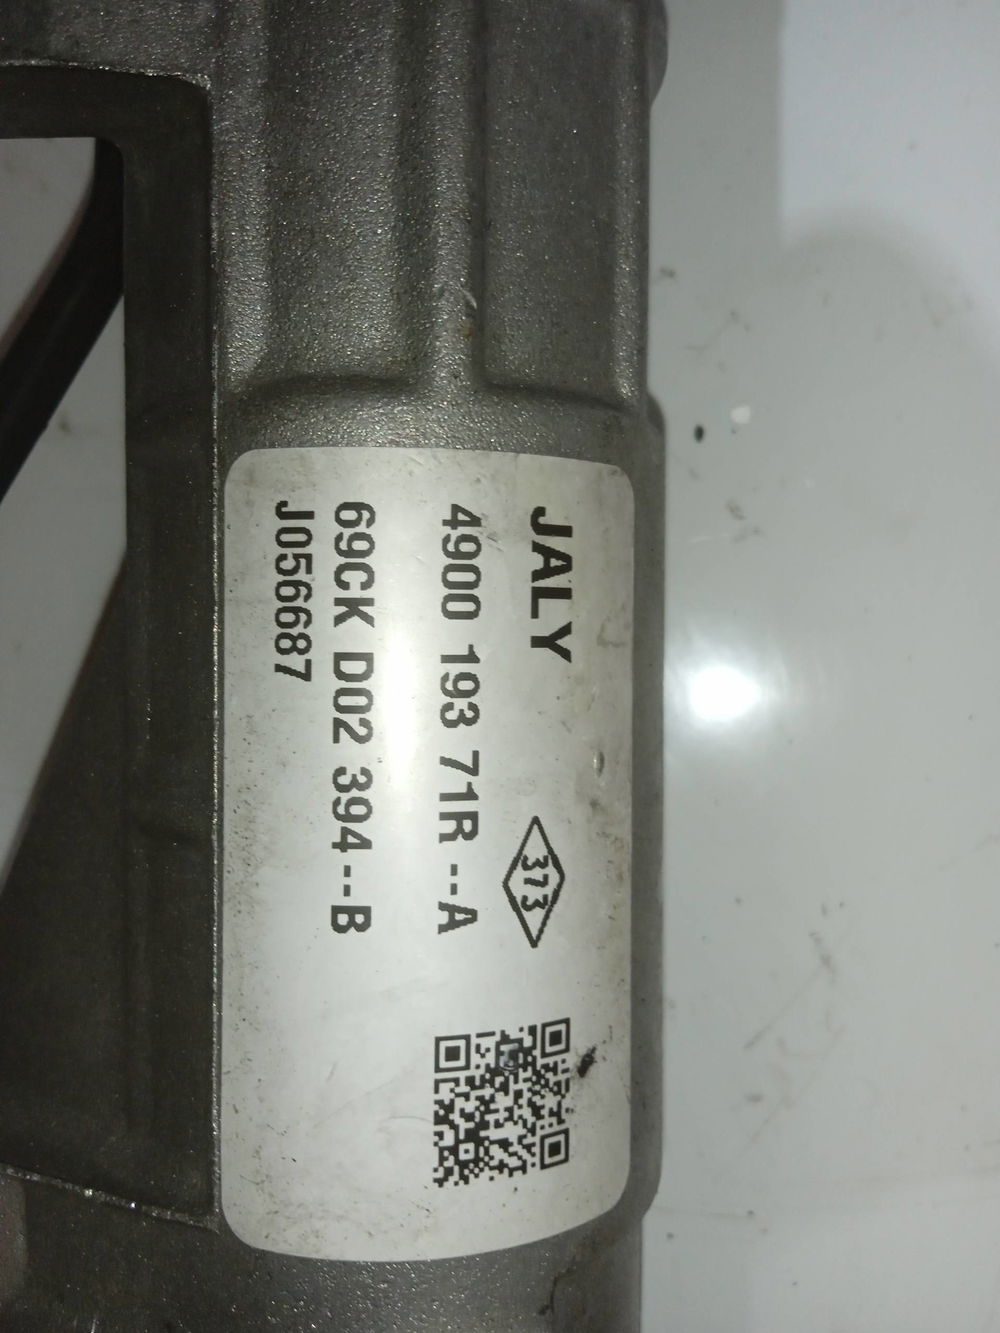 JALY
373
4900 193 71R --A
69CK D02 394--B
J056687